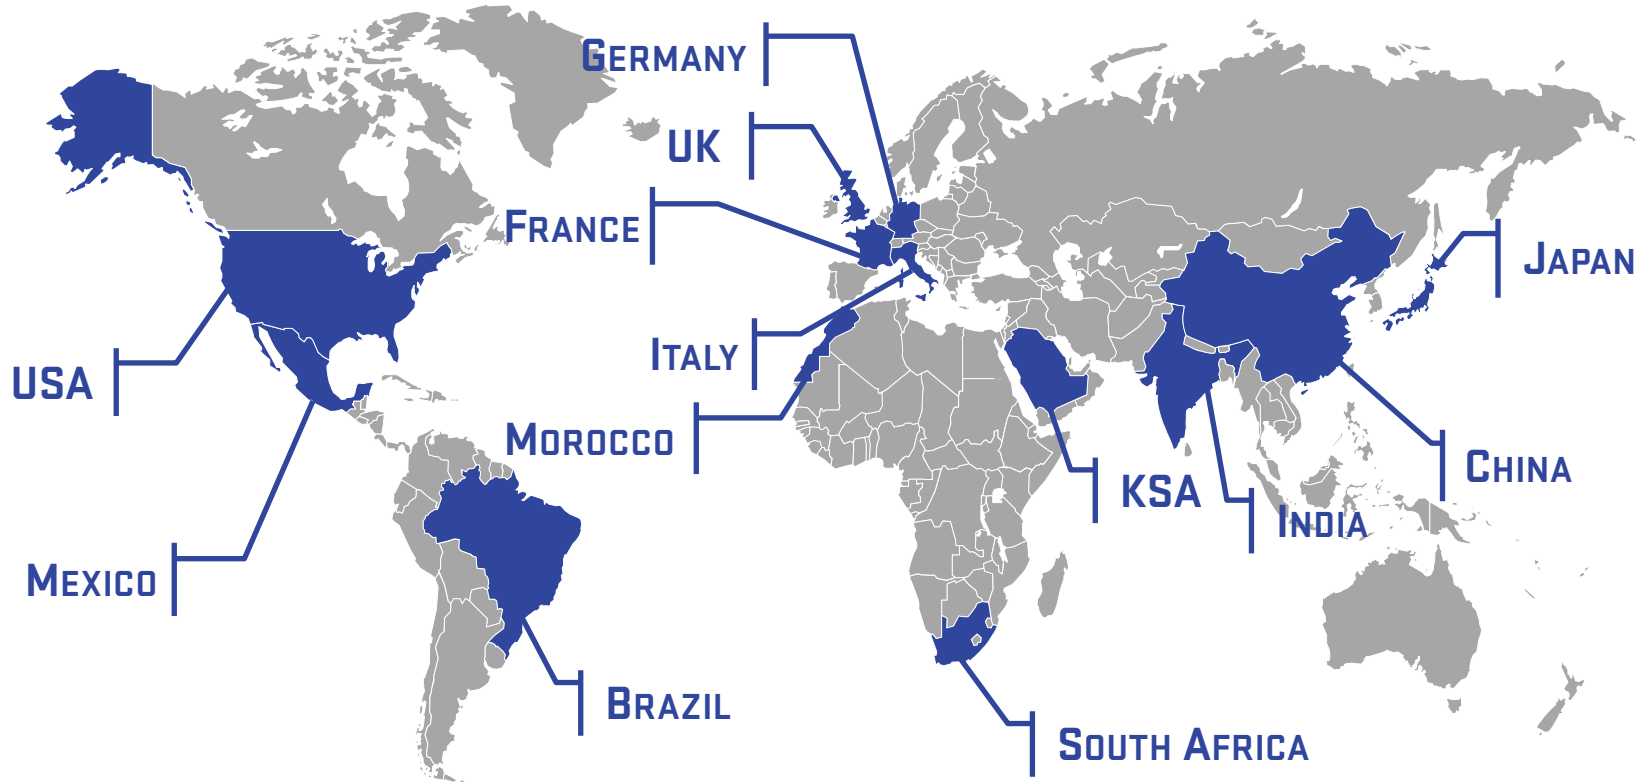 GERMANY
UK
FRANCE
JAPAN
ITALY
USA
MOROCCO
CHINA
KSA
INDIA
MEXICO
BRAZIL
SOUTH AFRICA